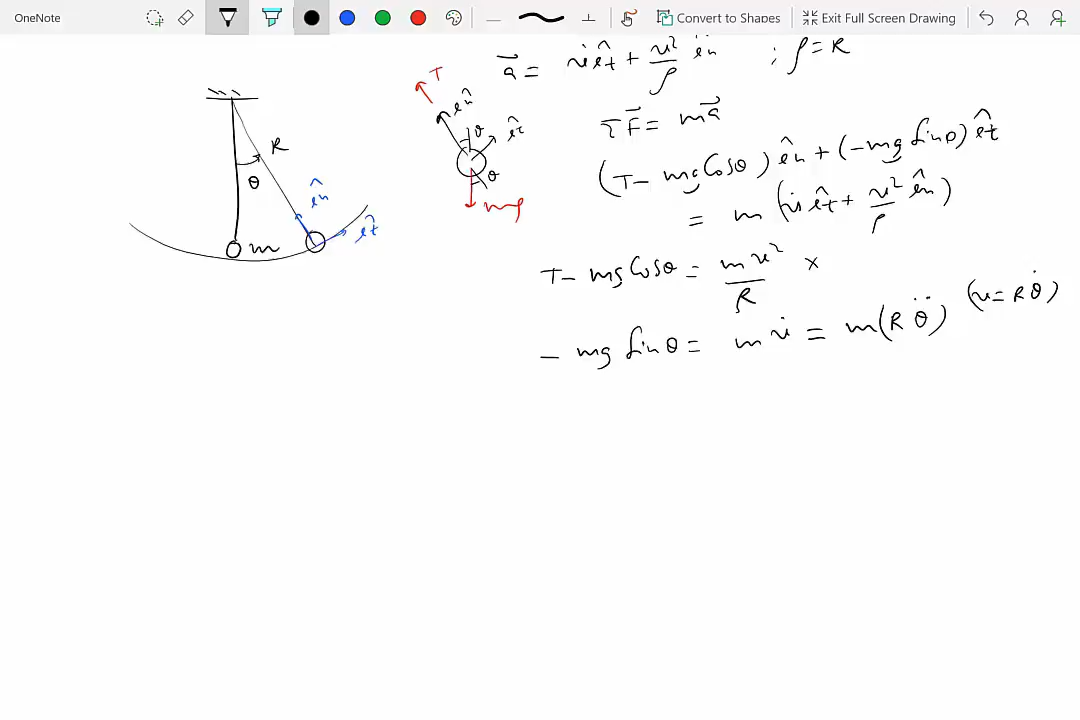 OneNote
Convert to Shapes
Exit Full Screen Drawing
R
θ
m
ên
êt
T
ên
θ
êt
θ
mg
a⃗ = v̇ êt + v²/ρ ên ; ρ = R
ΣF⃗ = ma⃗
(T - mg Cosθ) ên + (-mg Sinθ) êt
= m (v̇ êt + v²/ρ ên)
T - mg Cosθ = mv²/R ×
- mg Sinθ = m v̇ = m(R θ̈) (v = R θ̇)